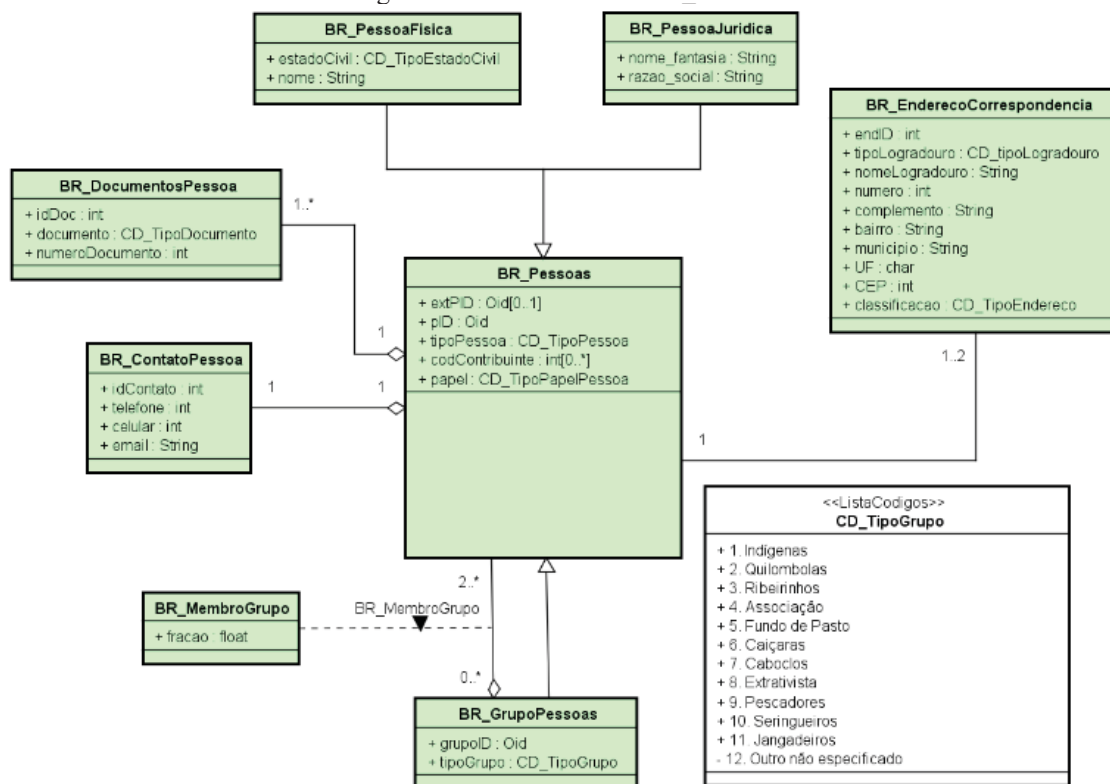 BR_PessoaFisica
+ estadoCivil : CD_TipoEstadoCivil
+ nome : String
BR_PessoaJuridica
+ nome_fantasia : String
+ razao_social : String
BR_EnderecoCorrespondencia
+ endID : int
+ tipoLogradouro : CD_tipoLogradouro
+ nomeLogradouro : String
+ numero : int
+ complemento : String
+ bairro : String
+ municipio : String
+ UF : char
+ CEP : int
+ classificacao : CD_TipoEndereco
BR_DocumentosPessoa
+ idDoc : int
+ documento : CD_TipoDocumento
+ numeroDocumento : int
1..*
BR_Pessoas
+ extPID : Oid[0..1]
+ pID : Oid
+ tipoPessoa : CD_TipoPessoa
+ codContribuinte : int[0..*]
+ papel : CD_TipoPapelPessoa
1
BR_ContatoPessoa
+ idContato : int
+ telefone : int
+ celular : int
+ email : String
1
1
1..2
1
<<ListaCodigos>>
CD_TipoGrupo
+ 1. Indígenas
+ 2. Quilombolas
+ 3. Ribeirinhos
+ 4. Associação
+ 5. Fundo de Pasto
+ 6. Caiçaras
+ 7. Caboclos
+ 8. Extrativista
+ 9. Pescadores
+ 10. Seringueiros
+ 11. Jangadeiros
- 12. Outro não especificado
2..*
BR_MembroGrupo
BR_MembroGrupo
+ fracao : float
0..*
BR_GrupoPessoas
+ grupoID : Oid
+ tipoGrupo : CD_TipoGrupo